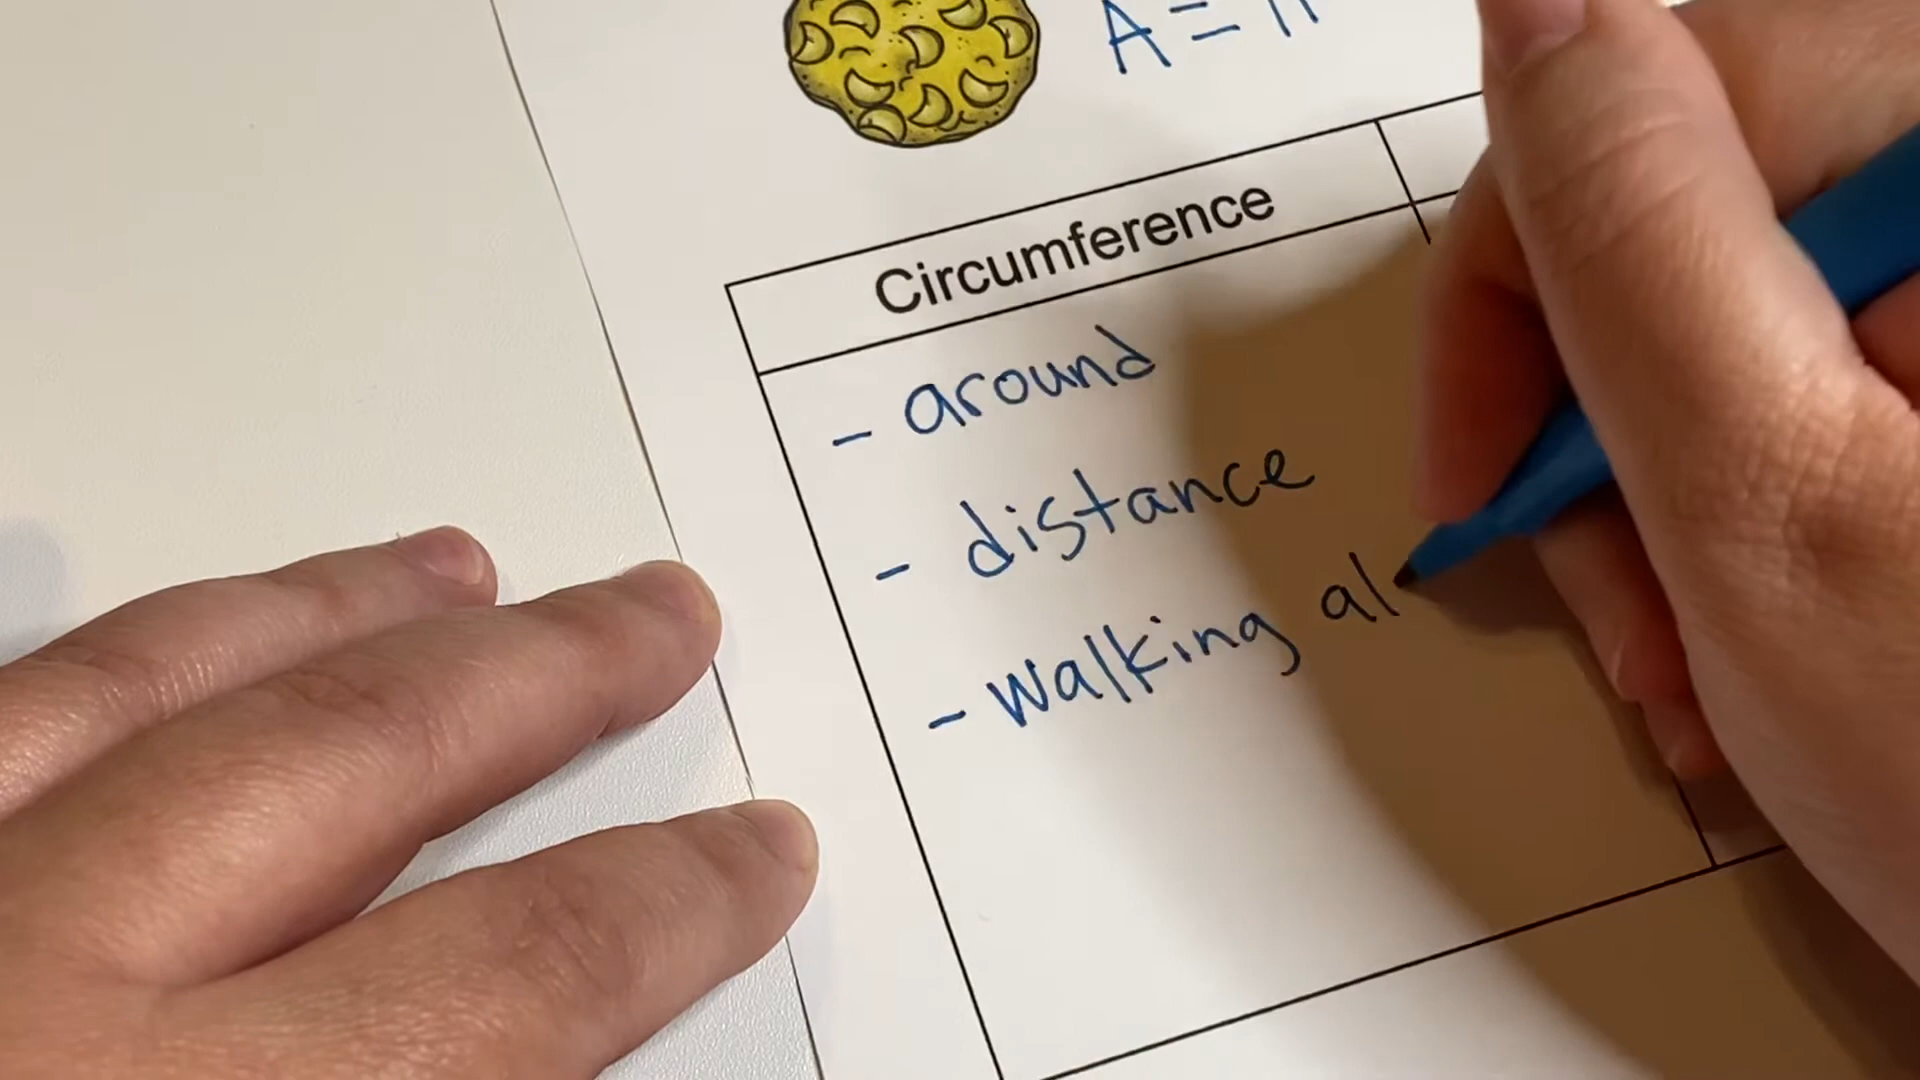 A = π
Circumference
- around
- distance
- walking al